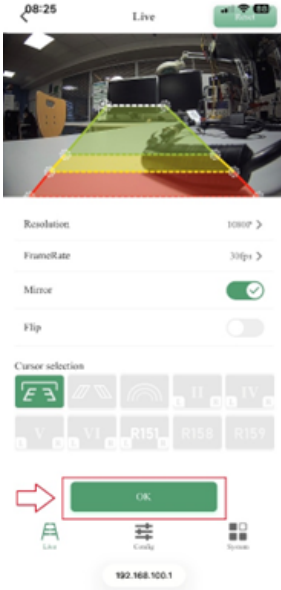 08:25
Live
88
Reset
Resolution
1080P >
FrameRate
30fps >
Mirror
Flip
Cursor selection
L II R
L IV R
L V R
L VI R
L R151 R
R158
R159
OK
Live
Config
System
192.168.100.1